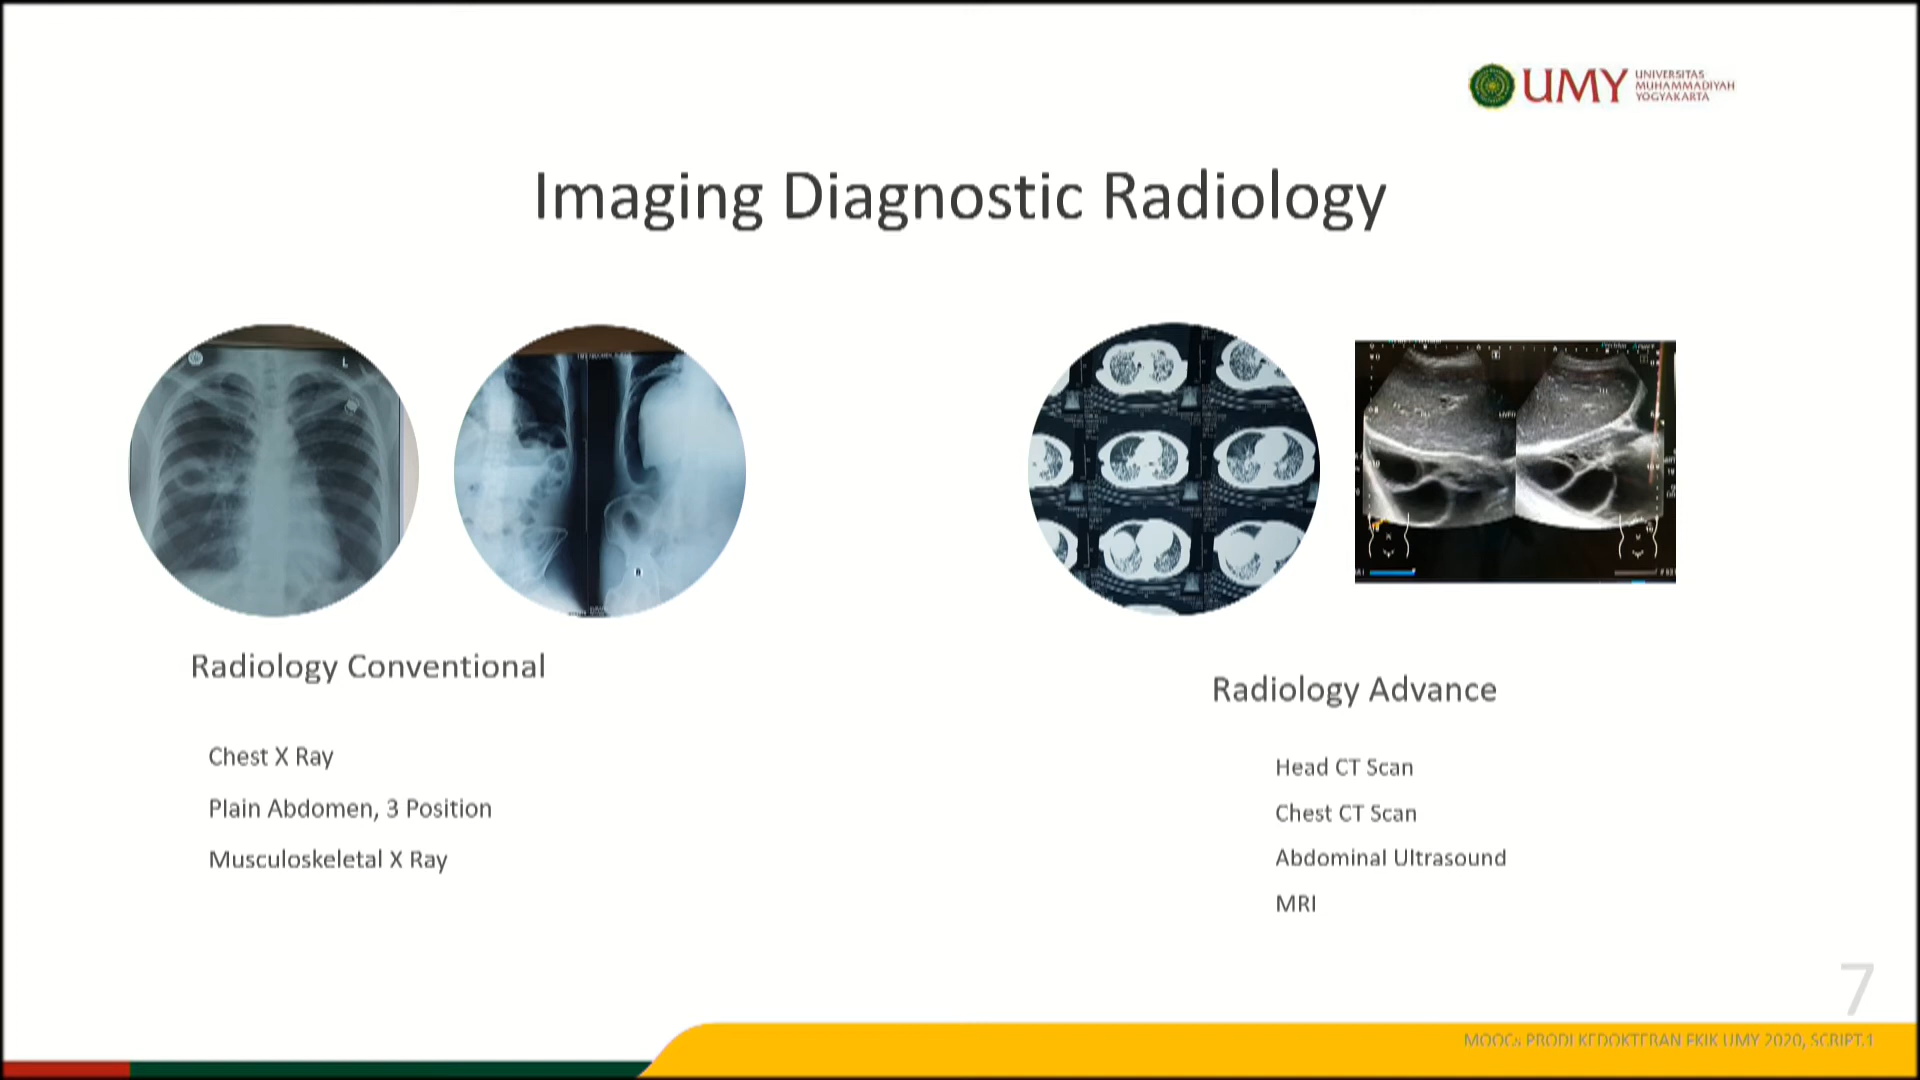 UMY
UNIVERSITAS
MUHAMMADIYAH
YOGYAKARTA
Imaging Diagnostic Radiology
L
Radiology Conventional
Chest X Ray
Plain Abdomen, 3 Position
Musculoskeletal X Ray
Radiology Advance
Head CT Scan
Chest CT Scan
Abdominal Ultrasound
MRI
7
MOOCs PRODI KEDOKTERAN FKIK UMY 2020, SCRIPT.1